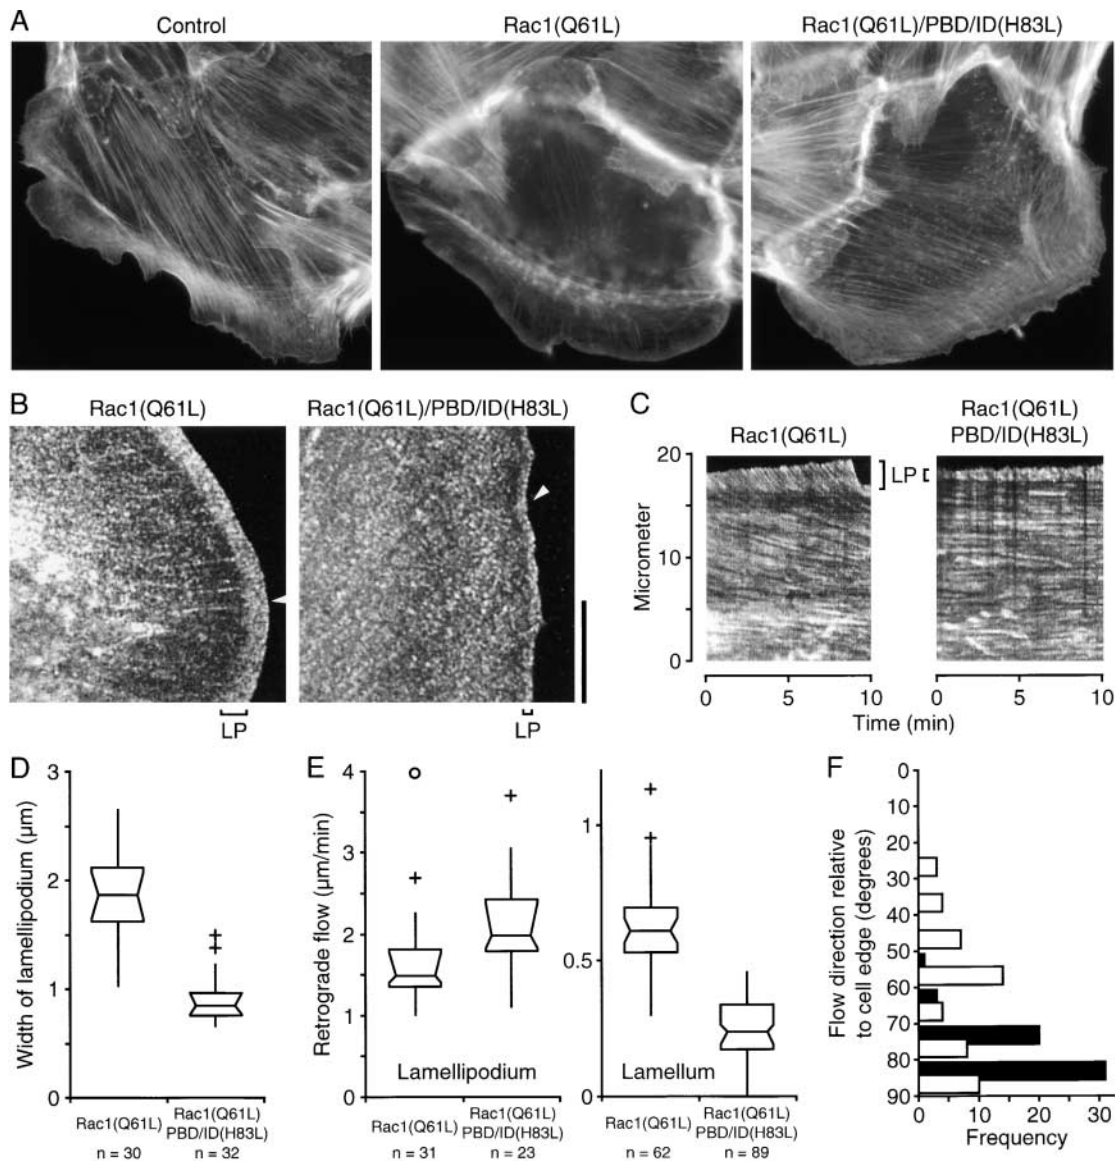 A
Control
Rac1(Q61L)
Rac1(Q61L)/PBD/ID(H83L)
B
Rac1(Q61L)
Rac1(Q61L)/PBD/ID(H83L)
LP
LP
C
Rac1(Q61L)
Rac1(Q61L)
PBD/ID(H83L)
Micrometer
20
10
0
LP
0
5
10
0
5
10
Time (min)
D
Width of lamellipodium (µm)
3
2
1
0
Rac1(Q61L)
n = 30
Rac1(Q61L)
PBD/ID(H83L)
n = 32
E
Retrograde flow (µm/min)
4
3
2
1
0
Lamellipodium
Rac1(Q61L)
n = 31
Rac1(Q61L)
PBD/ID(H83L)
n = 23
1
0.5
0
Lamellum
Rac1(Q61L)
n = 62
Rac1(Q61L)
PBD/ID(H83L)
n = 89
F
Flow direction relative
to cell edge (degrees)
0
10
20
30
40
50
60
70
80
90
0
10
20
30
Frequency